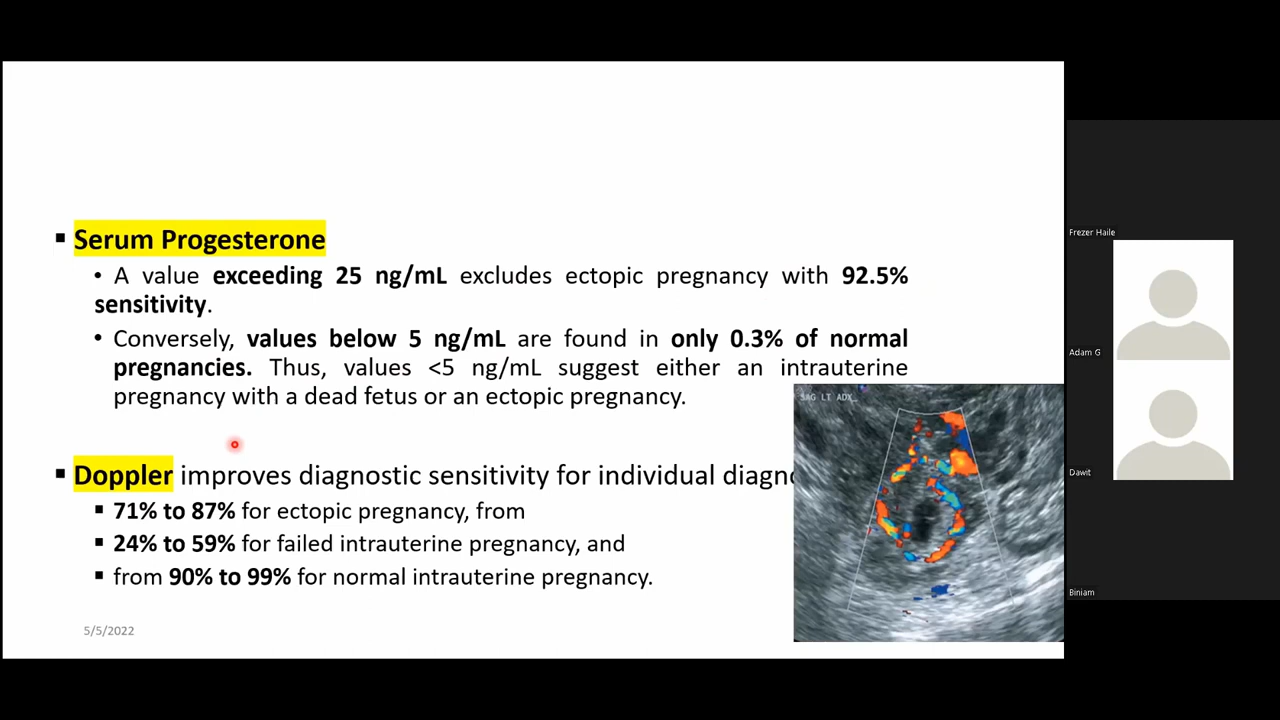 ▪ Serum Progesterone
• A value exceeding 25 ng/mL excludes ectopic pregnancy with 92.5%
sensitivity.
• Conversely, values below 5 ng/mL are found in only 0.3% of normal
pregnancies. Thus, values <5 ng/mL suggest either an intrauterine
pregnancy with a dead fetus or an ectopic pregnancy.
▪ Doppler improves diagnostic sensitivity for individual diagno
▪ 71% to 87% for ectopic pregnancy, from
▪ 24% to 59% for failed intrauterine pregnancy, and
▪ from 90% to 99% for normal intrauterine pregnancy.
5/5/2022
SAG LT ADX
Frezer Haile
Adam G
Dawit
Biniam